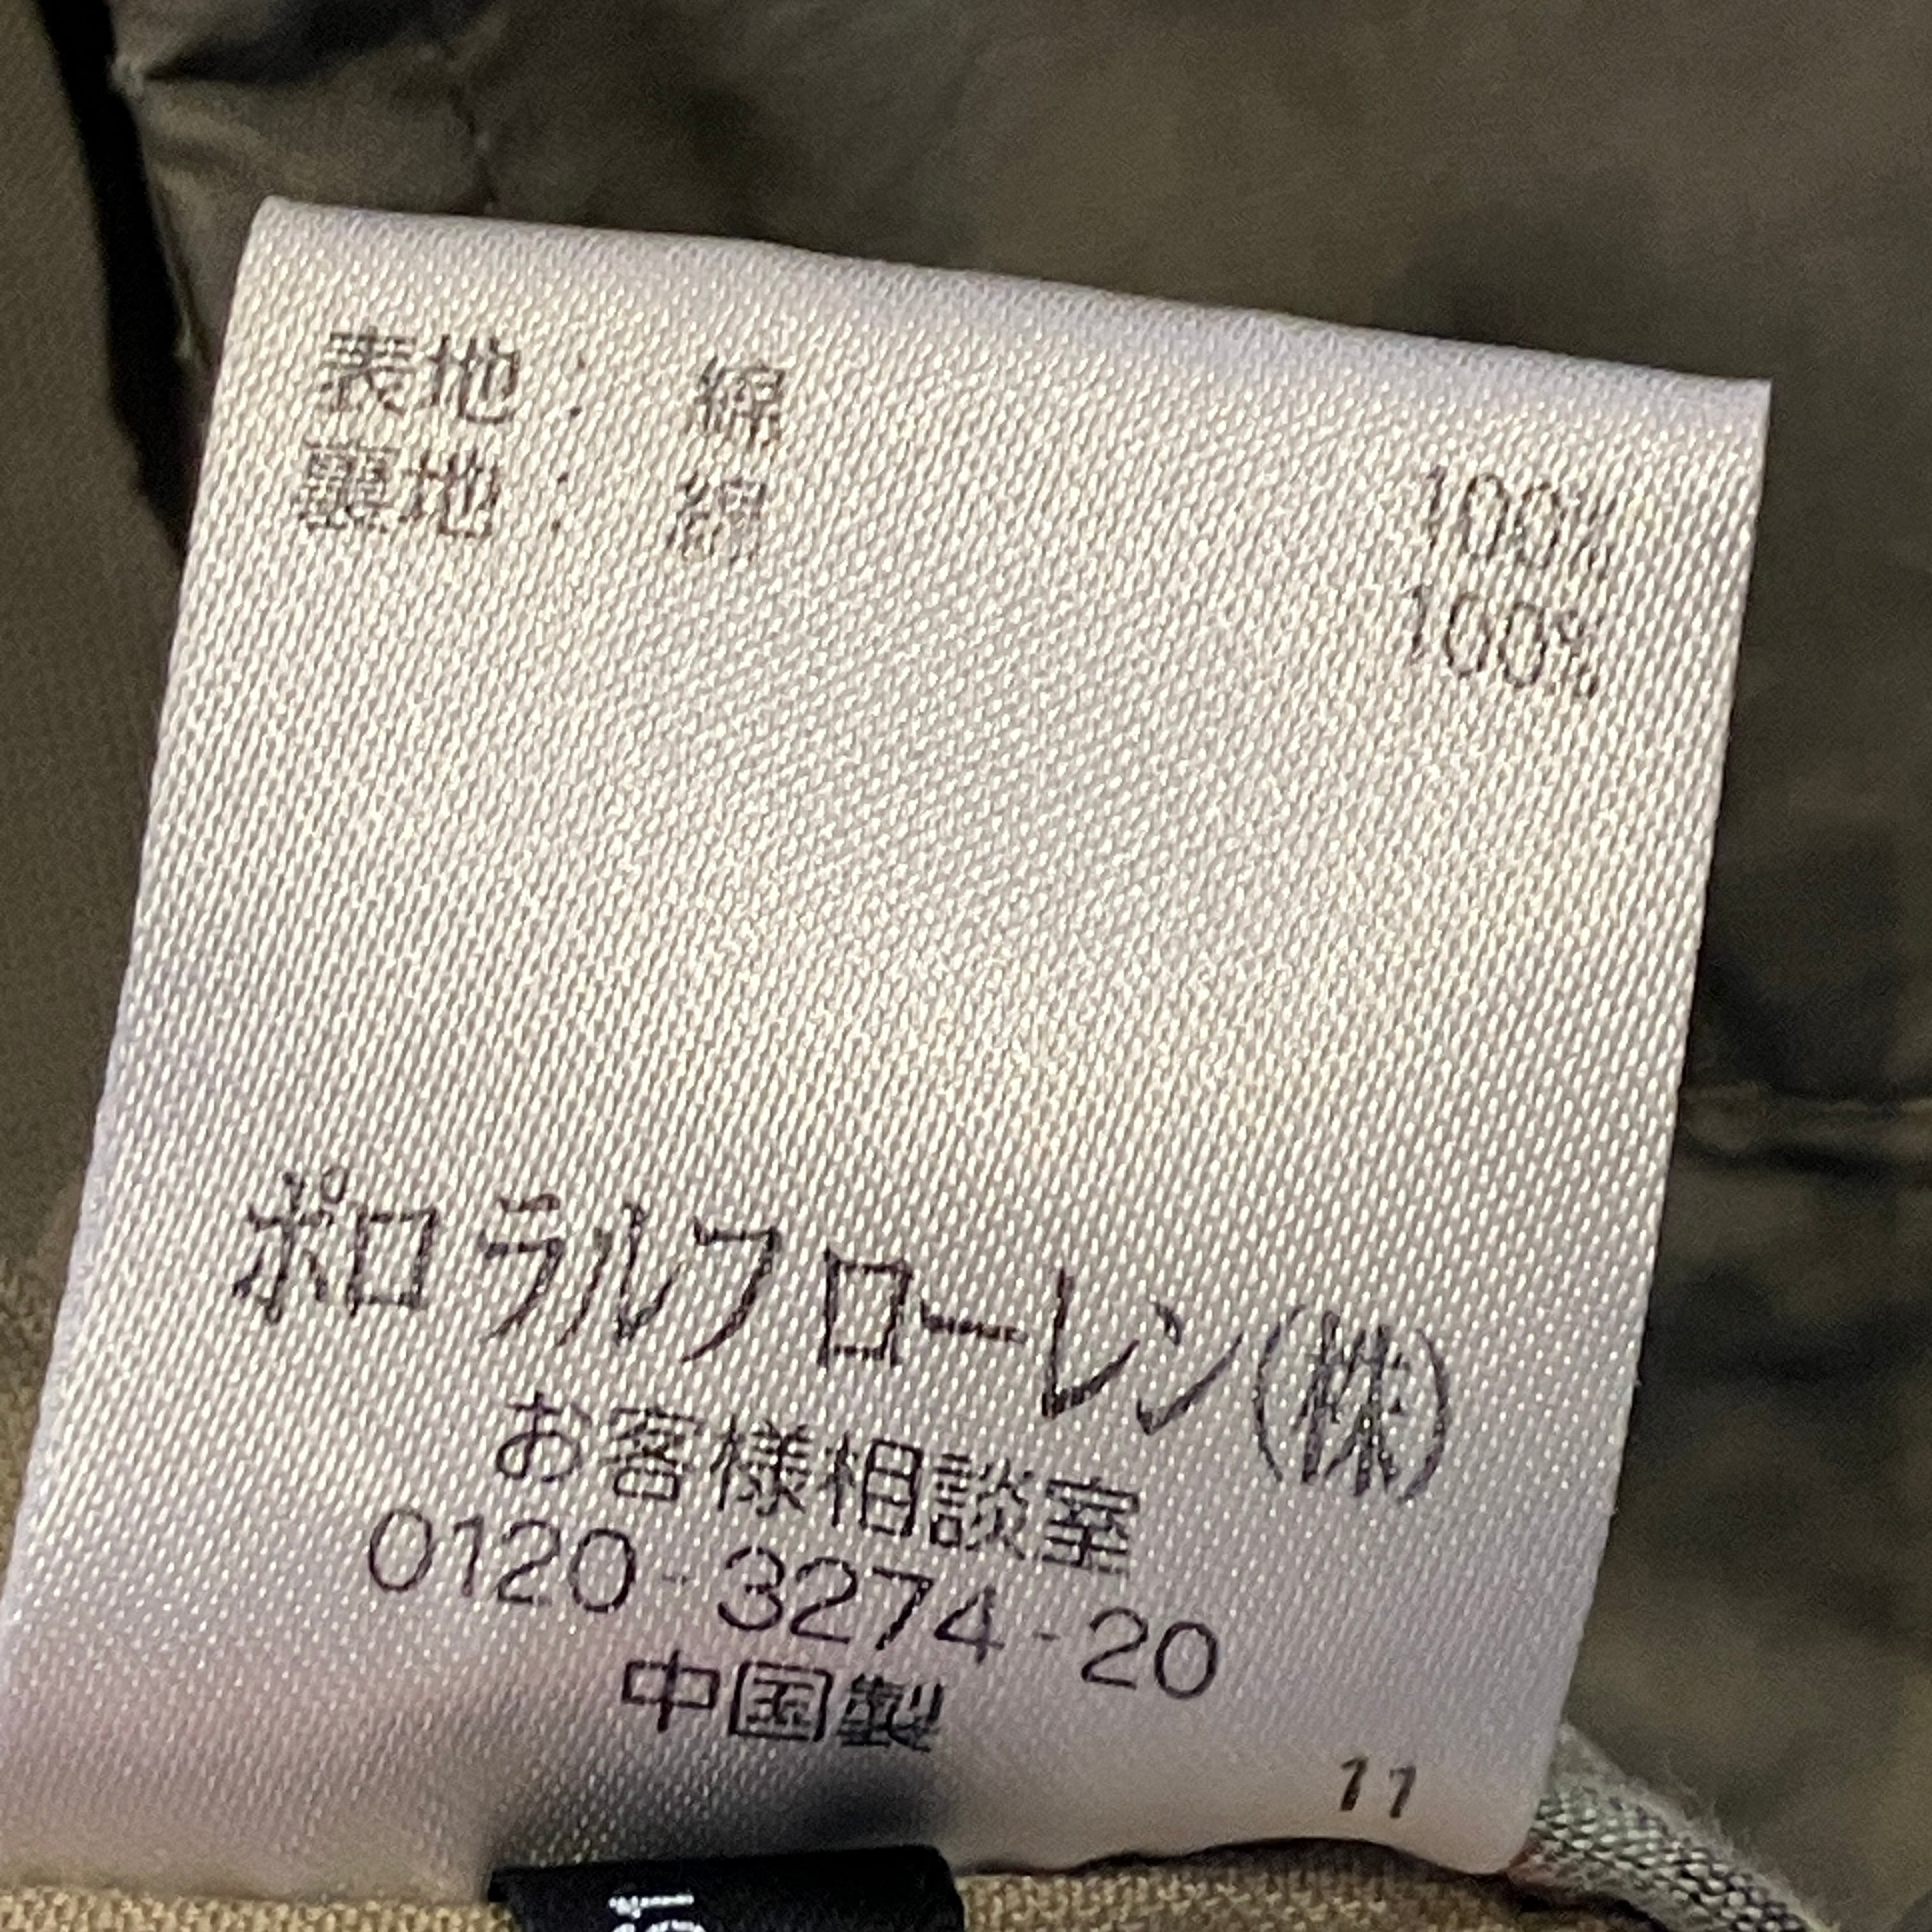 表地： 綿 100%
裏地： 綿 100%
ポロ ラルフ ローレン(株)
お客様相談室
0120-3274-20
中国製
11